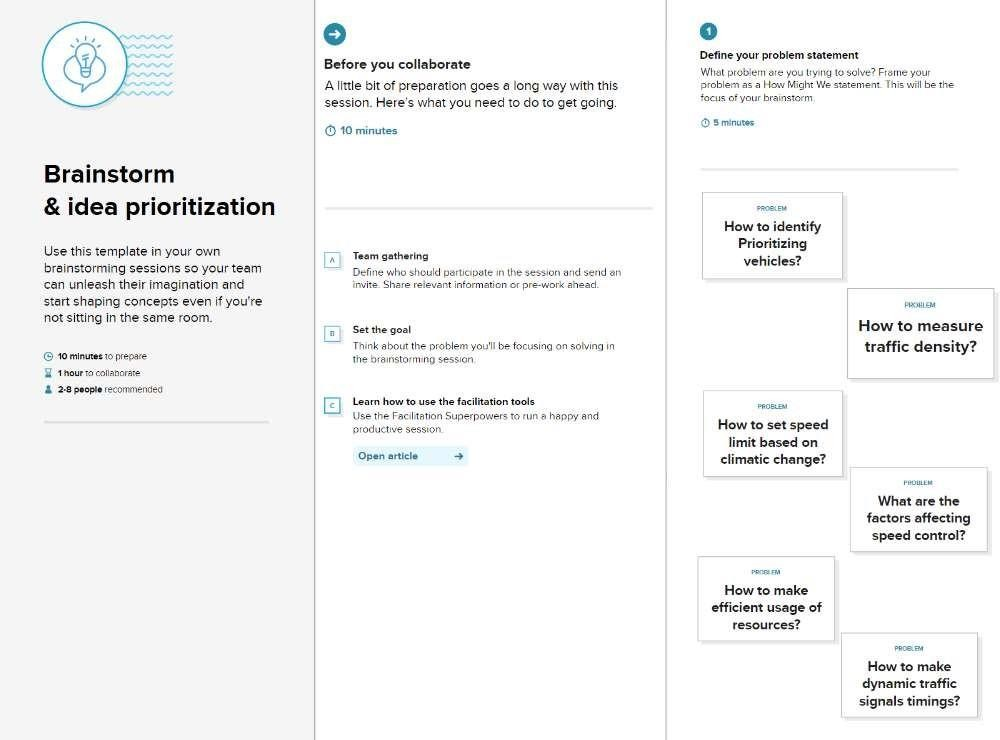 Brainstorm
& idea prioritization
Use this template in your own
brainstorming sessions so your team
can unleash their imagination and
start shaping concepts even if you're
not sitting in the same room.
10 minutes to prepare
1 hour to collaborate
2-8 people recommended
Before you collaborate
A little bit of preparation goes a long way with this
session. Here's what you need to do to get going.
10 minutes
A
Team gathering
Define who should participate in the session and send an
invite. Share relevant information or pre-work ahead.
B
Set the goal
Think about the problem you'll be focusing on solving in
the brainstorming session.
C
Learn how to use the facilitation tools
Use the Facilitation Superpowers to run a happy and
productive session.
Open article
1
Define your problem statement
What problem are you trying to solve? Frame your
problem as a How Might We statement. This will be the
focus of your brainstorm.
5 minutes
PROBLEM
How to identify
Prioritizing
vehicles?
PROBLEM
How to measure
traffic density?
PROBLEM
How to set speed
limit based on
climatic change?
PROBLEM
What are the
factors affecting
speed control?
PROBLEM
How to make
efficient usage of
resources?
PROBLEM
How to make
dynamic traffic
signals timings?